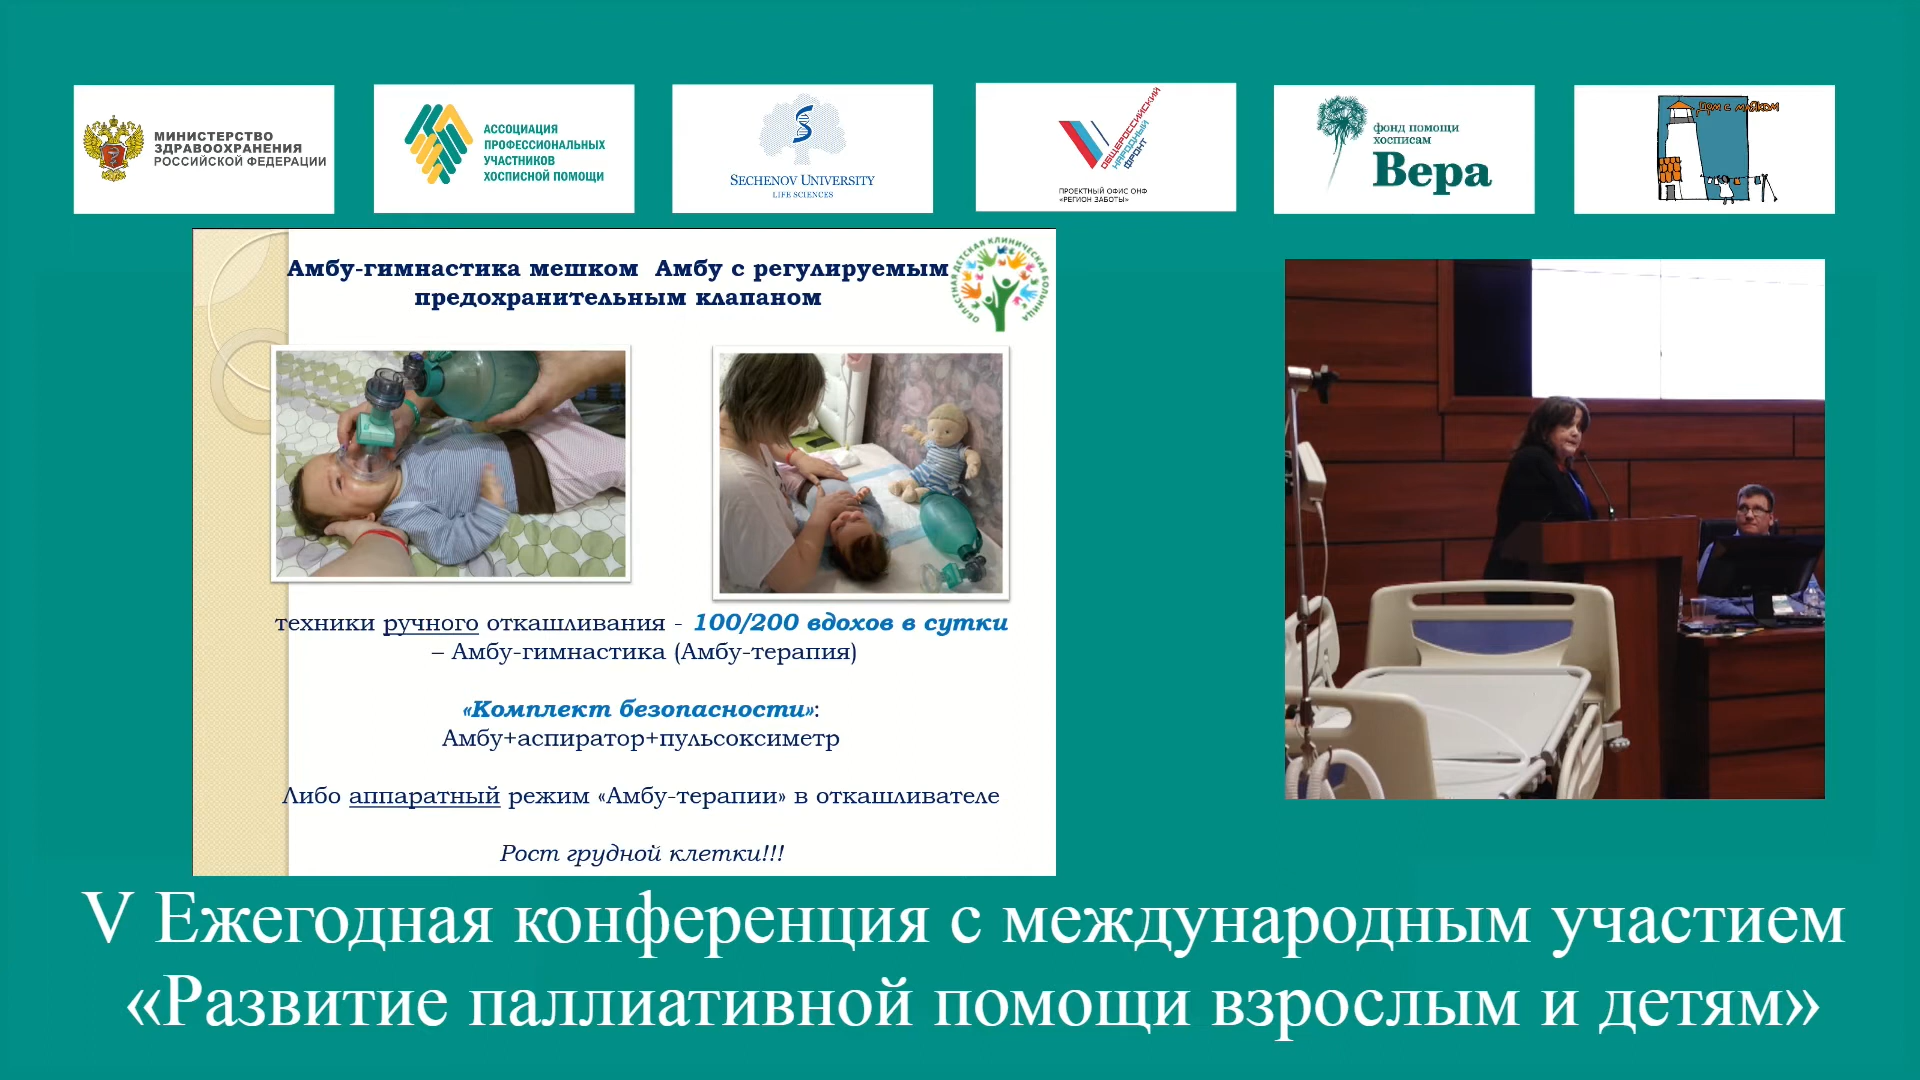 МИНИСТЕРСТВО
ЗДРАВООХРАНЕНИЯ
РОССИЙСКОЙ ФЕДЕРАЦИИ
АССОЦИАЦИЯ
ПРОФЕССИОНАЛЬНЫХ
УЧАСТНИКОВ
ХОСПИСНОЙ ПОМОЩИ
SECHENOV UNIVERSITY
LIFE SCIENCES
ОБЩЕРОССИЙСКИЙ
НАРОДНЫЙ
ФРОНТ
ПРОЕКТНЫЙ ОФИС ОНФ
«РЕГИОН ЗАБОТЫ»
фонд помощи
хосписам
Вера
Дом с маяком
Амбу-гимнастика мешком Амбу с регулируемым
предохранительным клапаном
ОБЛАСТНАЯ ДЕТСКАЯ КЛИНИЧЕСКАЯ БОЛЬНИЦА
техники ручного откашливания - 100/200 вдохов в сутки
– Амбу-гимнастика (Амбу-терапия)
«Комплект безопасности»:
Амбу+аспиратор+пульсоксиметр
Либо аппаратный режим «Амбу-терапии» в откашливателе
Рост грудной клетки!!!
V Ежегодная конференция с международным участием
«Развитие паллиативной помощи взрослым и детям»